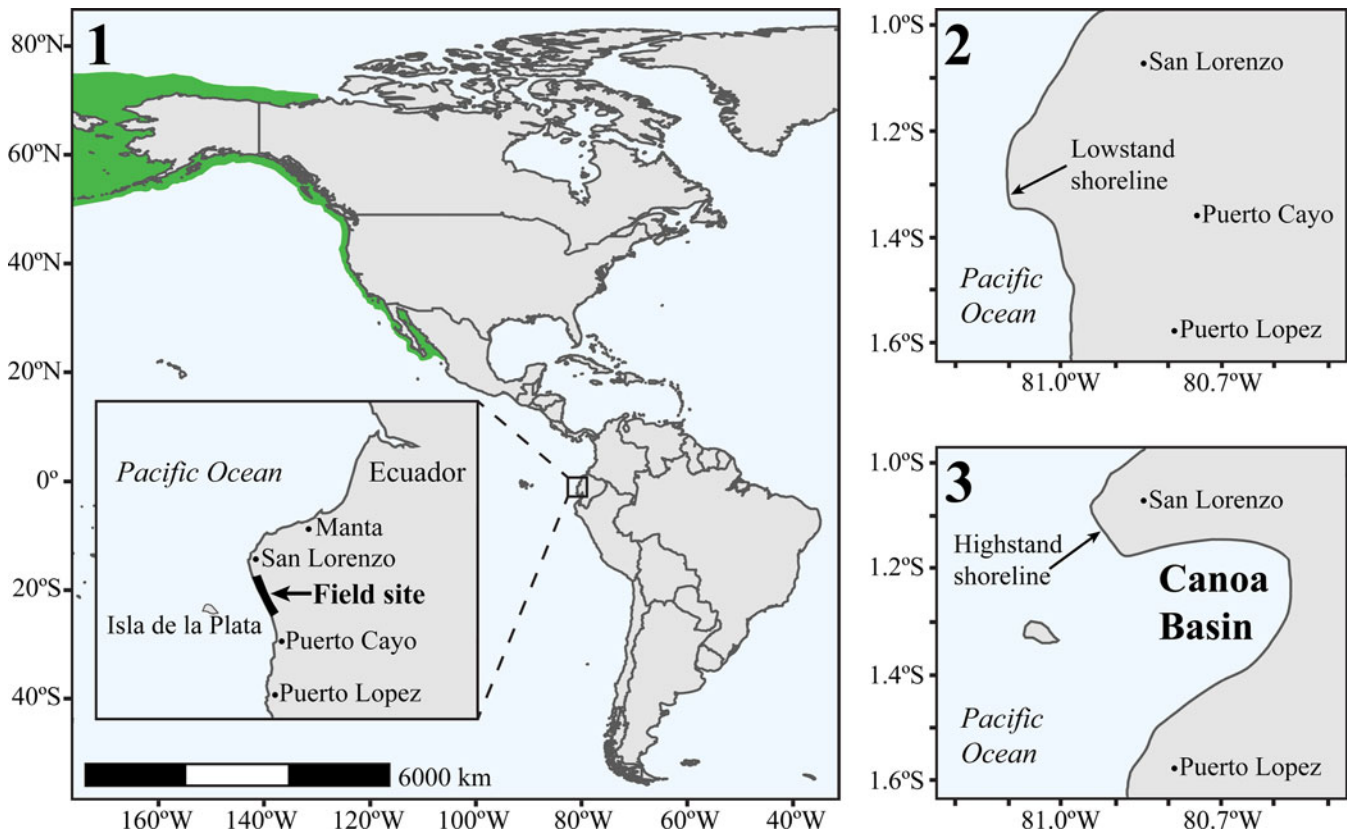 1
80ºN
60ºN
40ºN
20ºN
0º
20ºS
40ºS
160ºW
140ºW
120ºW
100ºW
80ºW
60ºW
40ºW
6000 km
Pacific Ocean
Ecuador
Manta
San Lorenzo
Field site
Isla de la Plata
Puerto Cayo
Puerto Lopez
2
1.0ºS
1.2ºS
1.4ºS
1.6ºS
San Lorenzo
Lowstand
shoreline
Puerto Cayo
Pacific
Ocean
Puerto Lopez
81.0ºW
80.7ºW
3
1.0ºS
1.2ºS
1.4ºS
1.6ºS
San Lorenzo
Highstand
shoreline
Canoa
Basin
Pacific
Ocean
Puerto Lopez
81.0ºW
80.7ºW